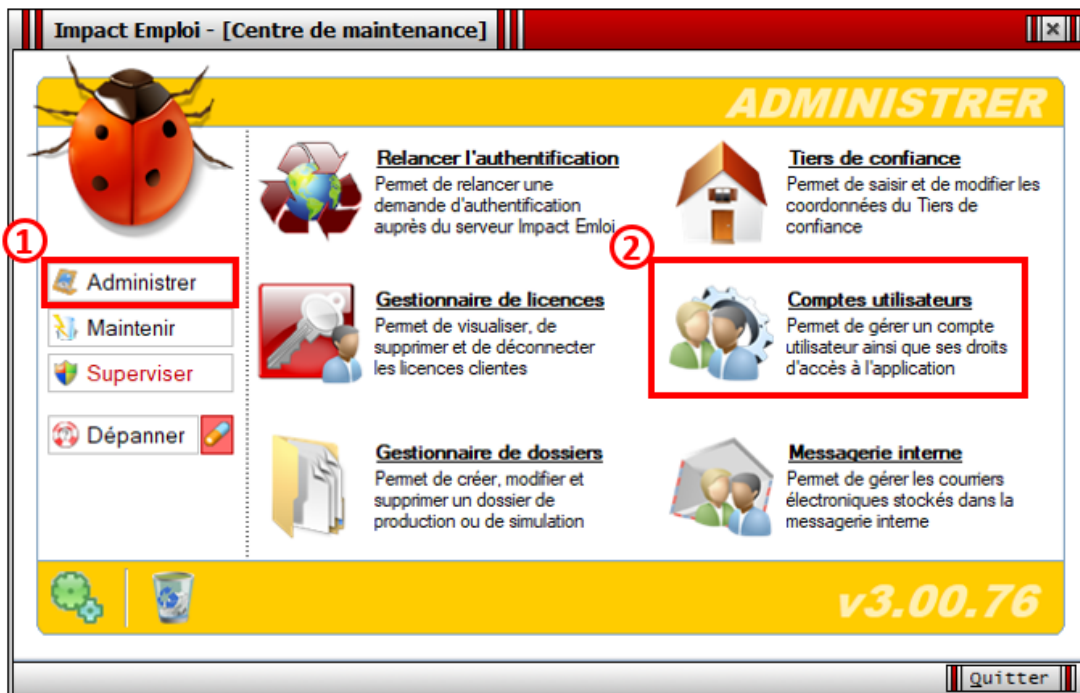 Impact Emploi - [Centre de maintenance]
ADMINISTRER
Relancer l'authentification
Permet de relancer une
demande d'authentification
auprès du serveur Impact Emloi
Tiers de confiance
Permet de saisir et de modifier les
coordonnées du Tiers de
confiance
1
Administrer
Maintenir
Superviser
Dépanner
Gestionnaire de licences
Permet de visualiser, de
supprimer et de déconnecter
les licences clientes
2
Comptes utilisateurs
Permet de gérer un compte
utilisateur ainsi que ses droits
d'accès à l'application
Gestionnaire de dossiers
Permet de créer, modifier et
supprimer un dossier de
production ou de simulation
Messagerie interne
Permet de gérer les courriers
électroniques stockés dans la
messagerie interne
v3.00.76
Quitter